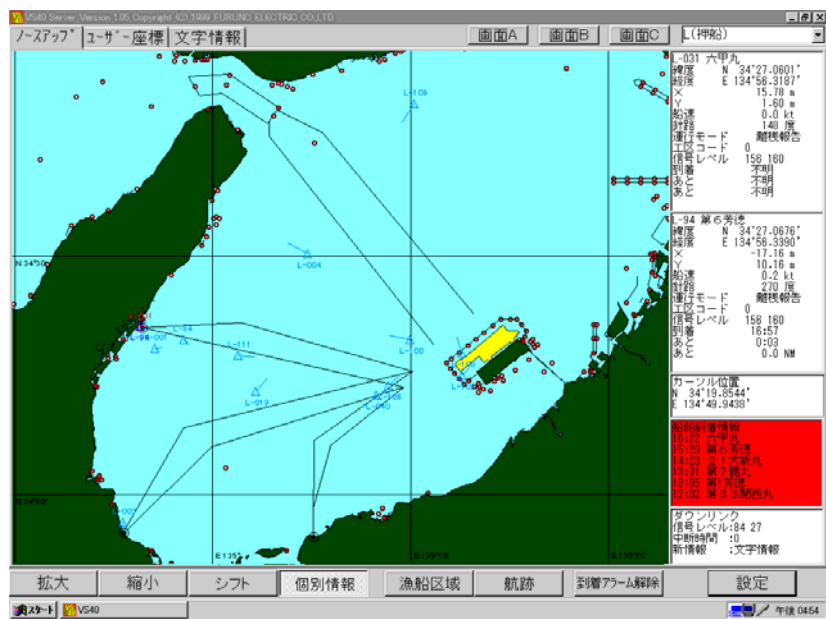 VS40 Server Version 1.05 Copyright (C) 1999 FURUNO ELECTRIC CO.,LTD.
ノースアップ ユーザー座標 文字情報 画面A 画面B 画面C L(押船)
L-109
L-004
N 34°30'
L-94
L-111
L-019
N 34°20'
E 135°
E 135°10'
E 135°20'
L-031 六甲丸
緯度 N 34°27.0601'
経度 E 134°56.3187'
X 15.78 m
Y 1.60 m
船速 0.0 kt
針路 148 度
運行モード 離桟報告
工区コード 0
信号レベル 156 160
到着 不明
あと 不明
あと 不明
L-94 第6芳徳
緯度 N 34°27.0676'
経度 E 134°56.3390'
X -17.16 m
Y 10.16 m
船速 0.2 kt
針路 270 度
運行モード 離桟報告
工区コード 0
信号レベル 156 160
到着 16:57
あと 0:03
あと 0.0 NM
カーソル位置
N 34°19.8544'
E 134°49.9438'
船舶到着情報
16:22 六甲丸
15:20 第6芳徳
14:23 21大新丸
13:31 第7鶴丸
13:05 第1芳徳
12:02 第33関西丸
ダウンリンク
信号レベル:84 27
中断時間 :0
新情報 :文字情報
拡大 縮小 シフト 個別情報 漁船区域 航跡 到着アラーム解除 設定
スタート VS40 午後 04:54